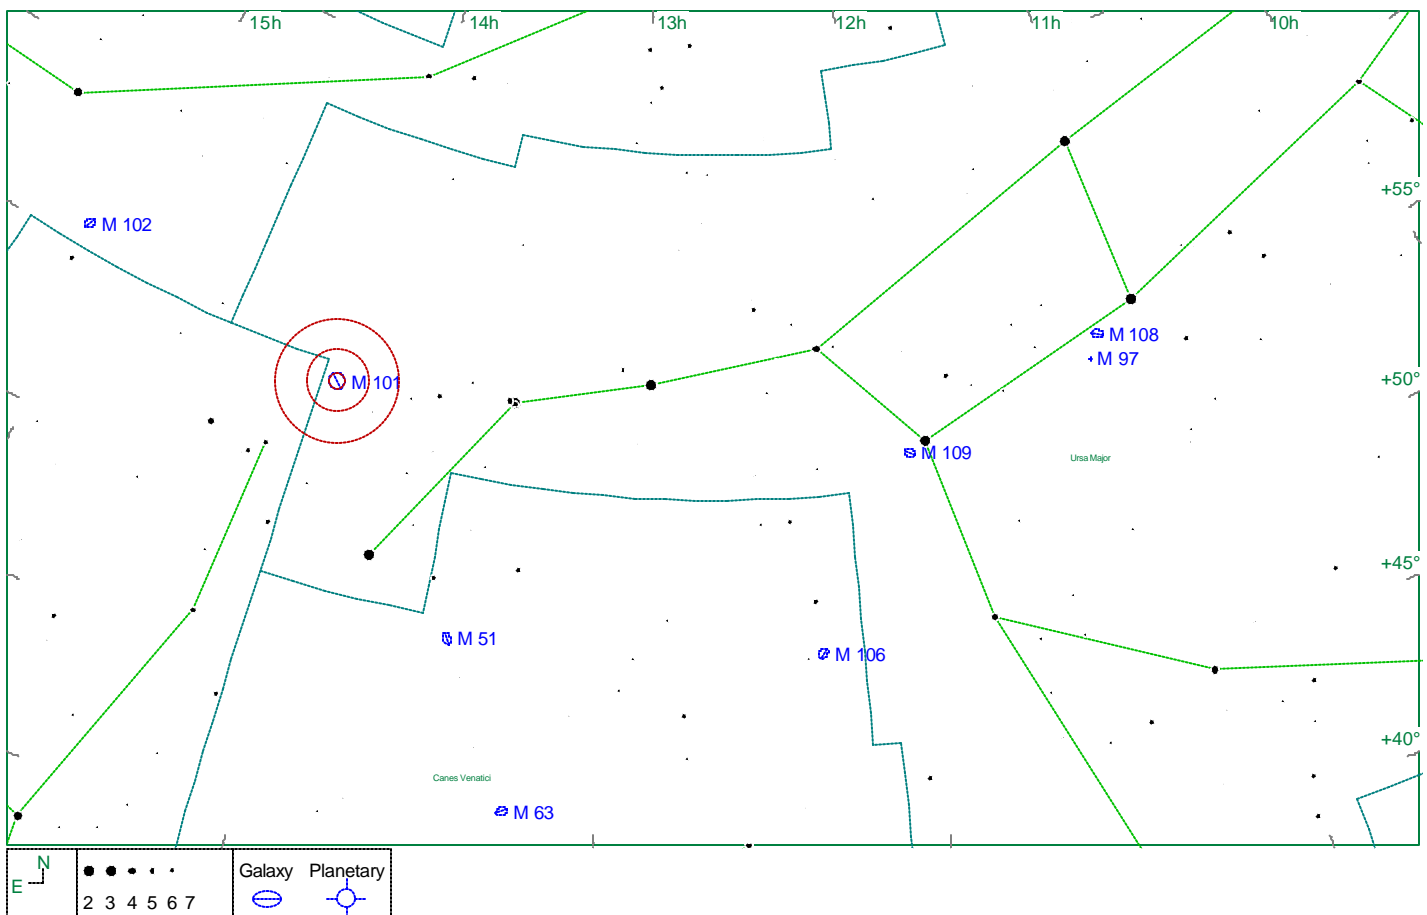 15h 14h 13h 12h 11h 10h
+55°
M 102
M 108
M 97
+50°
M 101
M 109
Ursa Major
+45°
M 51
M 106
+40°
Canes Venatici
M 63
N
E
Galaxy Planetary
2 3 4 5 6 7